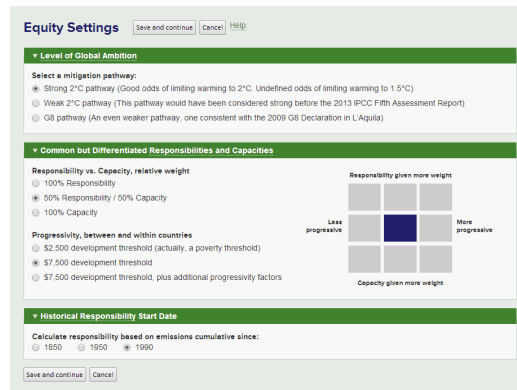 Equity Settings Save and continue Cancel Help
▼ Level of Global Ambition
Select a mitigation pathway:
Strong 2°C pathway (Good odds of limiting warming to 2°C. Undefined odds of limiting warming to 1.5°C)
Weak 2°C pathway (This pathway would have been considered strong before the 2013 IPCC Fifth Assessment Report)
G8 pathway (An even weaker pathway, one consistent with the 2009 G8 Declaration in L'Aquila)
▼ Common but Differentiated Responsibilities and Capacities
Responsibility vs. Capacity, relative weight
100% Responsibility
50% Responsibility / 50% Capacity
100% Capacity
Progressivity, between and within countries
$2,500 development threshold (actually, a poverty threshold)
$7,500 development threshold
$7,500 development threshold, plus additional progressivity factors
Responsibility given more weight
Less
progressive
More
progressive
Capacity given more weight
▼ Historical Responsibility Start Date
Calculate responsibility based on emissions cumulative since:
1850 1950 1990
Save and continue Cancel